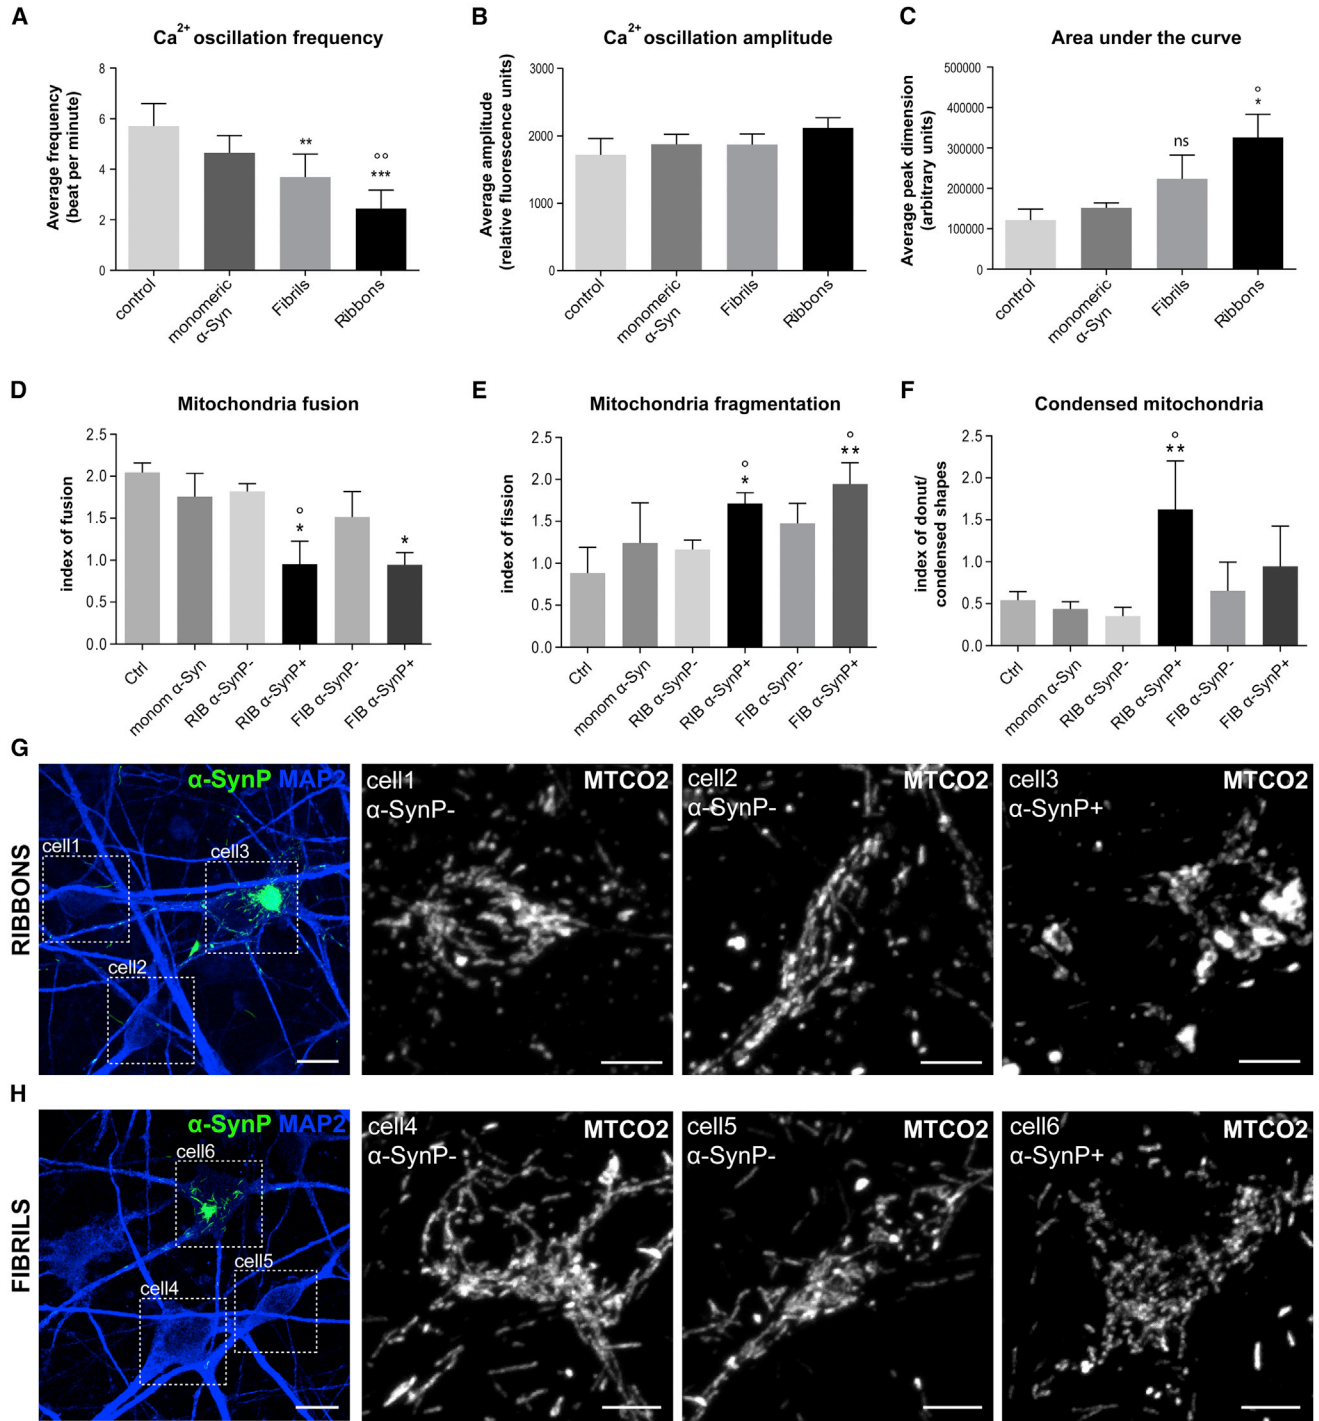 A
Ca2+ oscillation frequency
Average frequency
(beat per minute)
8
6
4
2
0
**
°°
***
control
monomeric
α-Syn
Fibrils
Ribbons
B
Ca2+ oscillation amplitude
Average amplitude
(relative fluorescence units)
3000
2000
1000
0
control
monomeric
α-Syn
Fibrils
Ribbons
C
Area under the curve
Average peak dimension
(arbitrary units)
500000
400000
300000
200000
100000
0
ns
°
*
control
monomeric
α-Syn
Fibrils
Ribbons
D
Mitochondria fusion
index of fusion
2.5
2.0
1.5
1.0
0.5
0.0
°
*
*
Ctrl
monom α-Syn
RIB α-SynP-
RIB α-SynP+
FIB α-SynP-
FIB α-SynP+
E
Mitochondria fragmentation
index of fission
2.5
2.0
1.5
1.0
0.5
0.0
°
*
°
**
Ctrl
monom α-Syn
RIB α-SynP-
RIB α-SynP+
FIB α-SynP-
FIB α-SynP+
F
Condensed mitochondria
index of donut/
condensed shapes
2.5
2.0
1.5
1.0
0.5
0.0
°
**
Ctrl
monom α-Syn
RIB α-SynP-
RIB α-SynP+
FIB α-SynP-
FIB α-SynP+
G
RIBBONS
α-SynP MAP2
cell1
cell3
cell2
cell1
α-SynP-
MTCO2
cell2
α-SynP-
MTCO2
cell3
α-SynP+
MTCO2
H
FIBRILS
α-SynP MAP2
cell6
cell5
cell4
cell4
α-SynP-
MTCO2
cell5
α-SynP-
MTCO2
cell6
α-SynP+
MTCO2